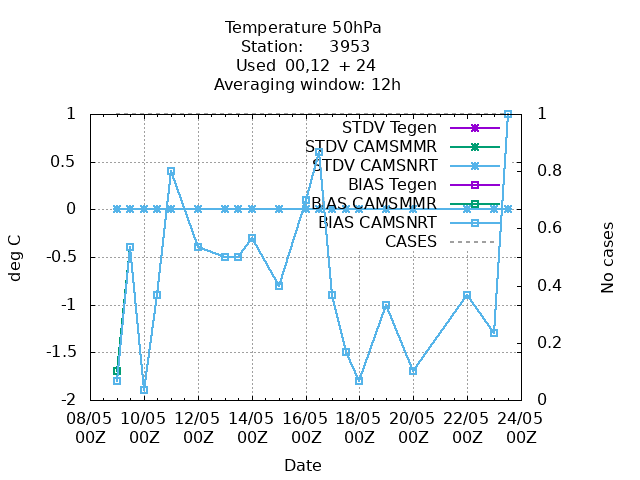 Temperature 50hPa
Station: 3953
Used 00,12 + 24
Averaging window: 12h
1 1
STDV Tegen
STDV CAMSMMR
0.5 0.8
STDV CAMSNRT
BIAS Tegen
BIAS CAMSMMR
0 0.6
BIAS CAMSNRT
CASES
deg C
No cases
-0.5 0.4
-1
-1.5 0.2
-2 0
08/05 10/05 12/05 14/05 16/05 18/05 20/05 22/05 24/05
00Z 00Z 00Z 00Z 00Z 00Z 00Z 00Z 00Z
Date